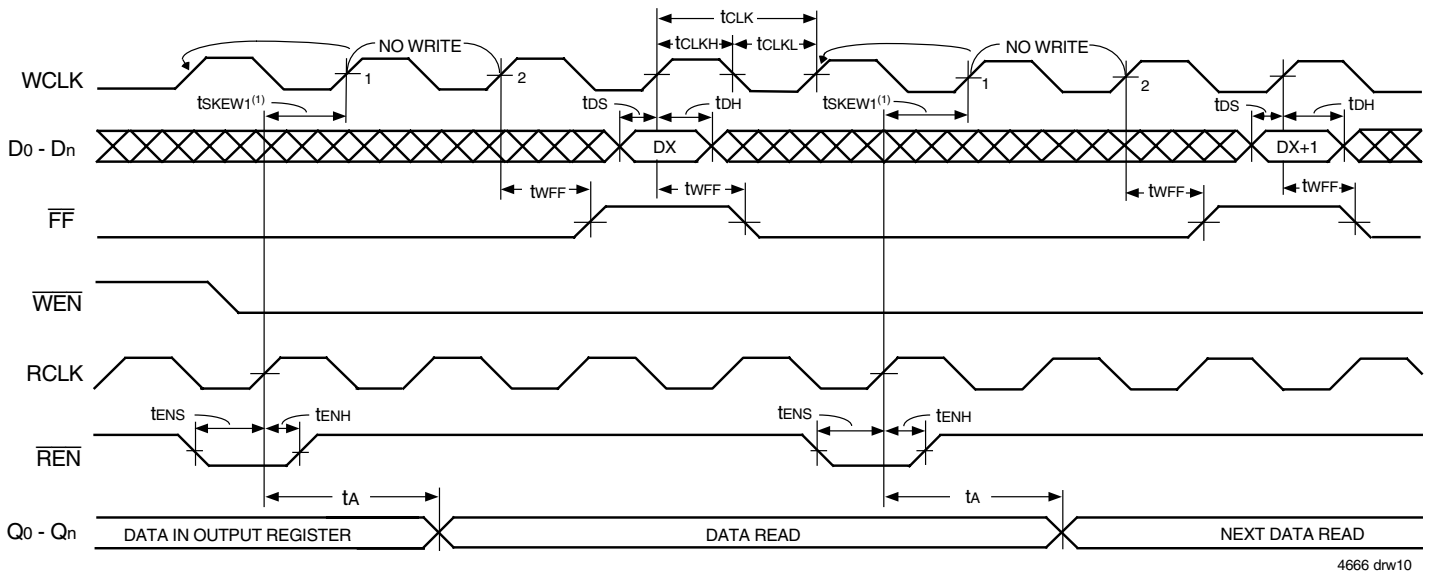 tCLK
NO WRITE tCLKH tCLKL NO WRITE
WCLK 1 2 1 2
tSKEW1(1) tDS tDH tSKEW1(1) tDS tDH
D0 - Dn DX DX+1
tWFF tWFF tWFF tWFF
FF
WEN
RCLK
tENS tENH tENS tENH
REN
tA tA
Q0 - Qn DATA IN OUTPUT REGISTER DATA READ NEXT DATA READ
4666 drw10